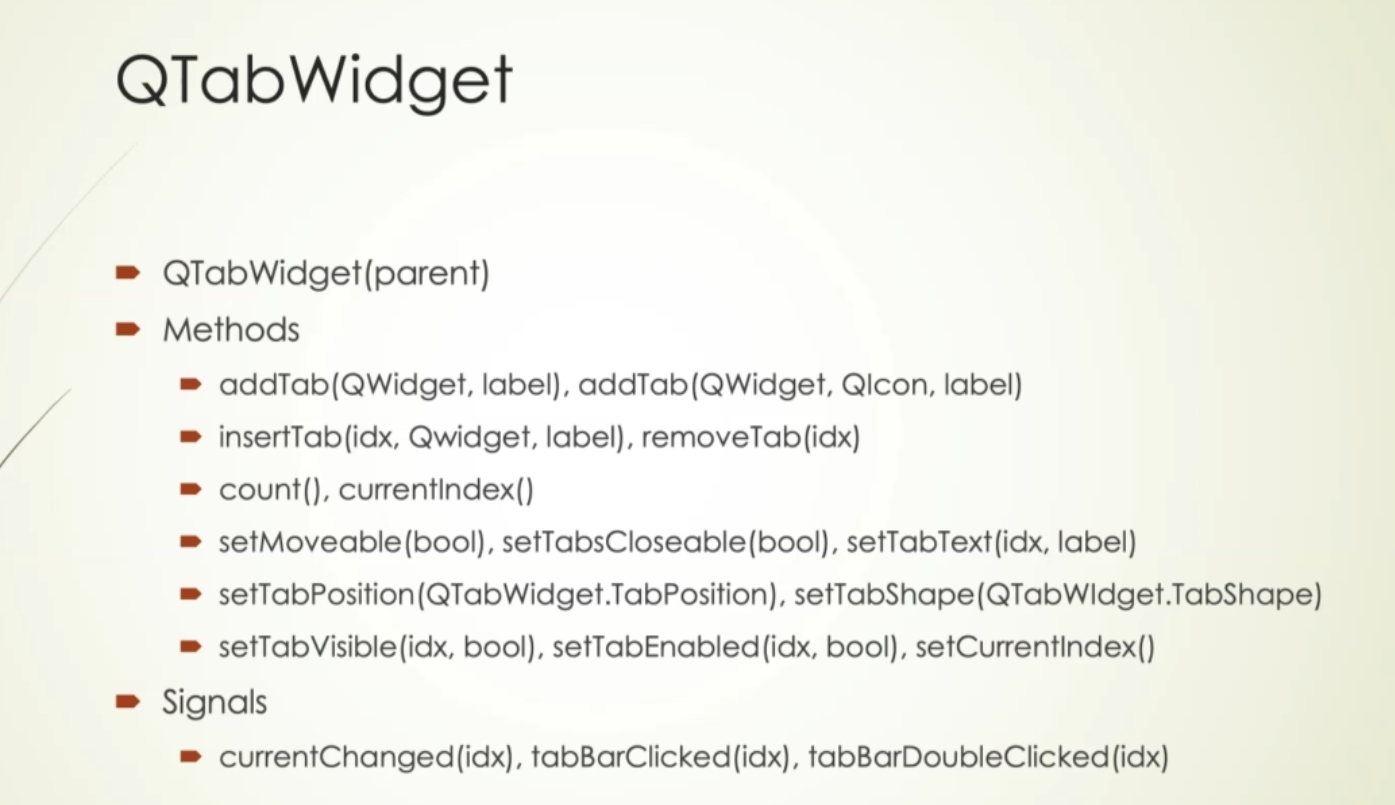 QTabWidget
QTabWidget(parent)
Methods
addTab(QWidget, label), addTab(QWidget, QIcon, label)
insertTab(idx, Qwidget, label), removeTab(idx)
count(), currentIndex()
setMoveable(bool), setTabsCloseable(bool), setTabText(idx, label)
setTabPosition(QTabWidget.TabPosition), setTabShape(QTabWIdget.TabShape)
setTabVisible(idx, bool), setTabEnabled(idx, bool), setCurrentIndex()
Signals
currentChanged(idx), tabBarClicked(idx), tabBarDoubleClicked(idx)